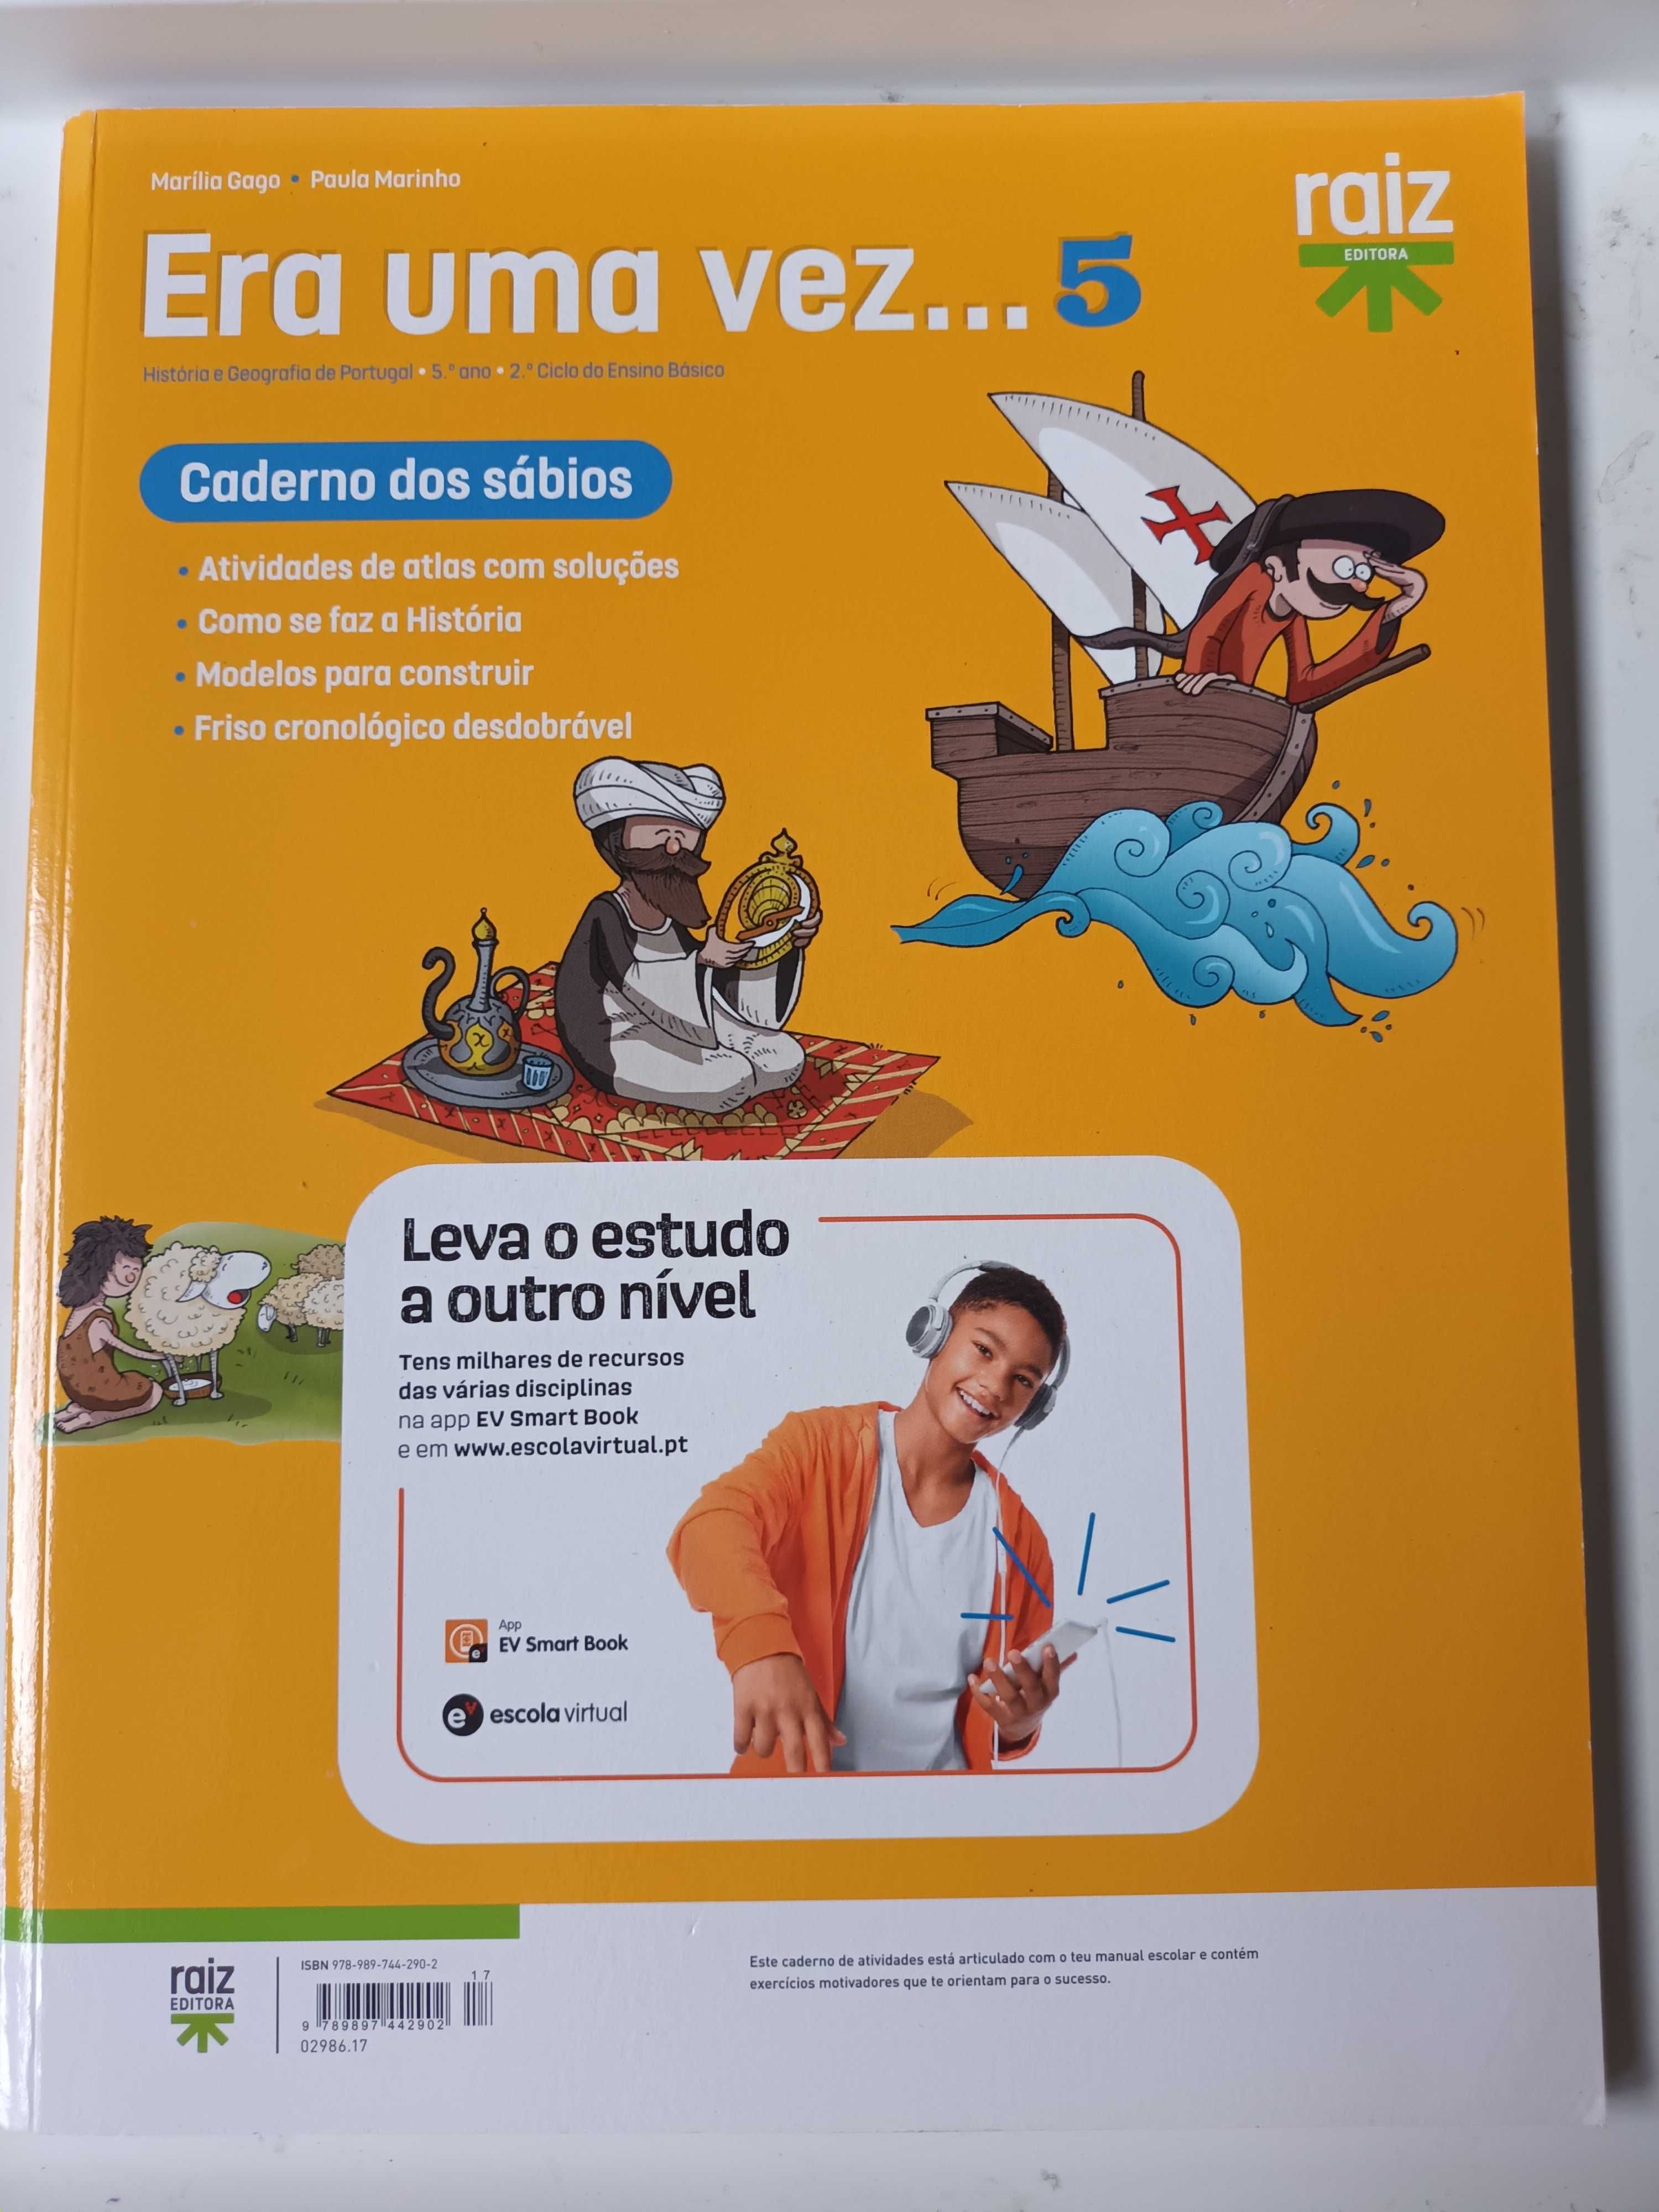 Marília Gago • Paula Marinho
raiz
EDITORA
Era uma vez... 5
História e Geografia de Portugal • 5.º ano • 2.º Ciclo do Ensino Básico
Caderno dos sábios
• Atividades de atlas com soluções
• Como se faz a História
• Modelos para construir
• Friso cronológico desdobrável
Leva o estudo
a outro nível
Tens milhares de recursos
das várias disciplinas
na app EV Smart Book
e em www.escolavirtual.pt
App
EV Smart Book
escola virtual
raiz
EDITORA
ISBN 978-989-744-290-2
17
9 789897 442902
02986.17
Este caderno de atividades está articulado com o teu manual escolar e contém
exercícios motivadores que te orientam para o sucesso.